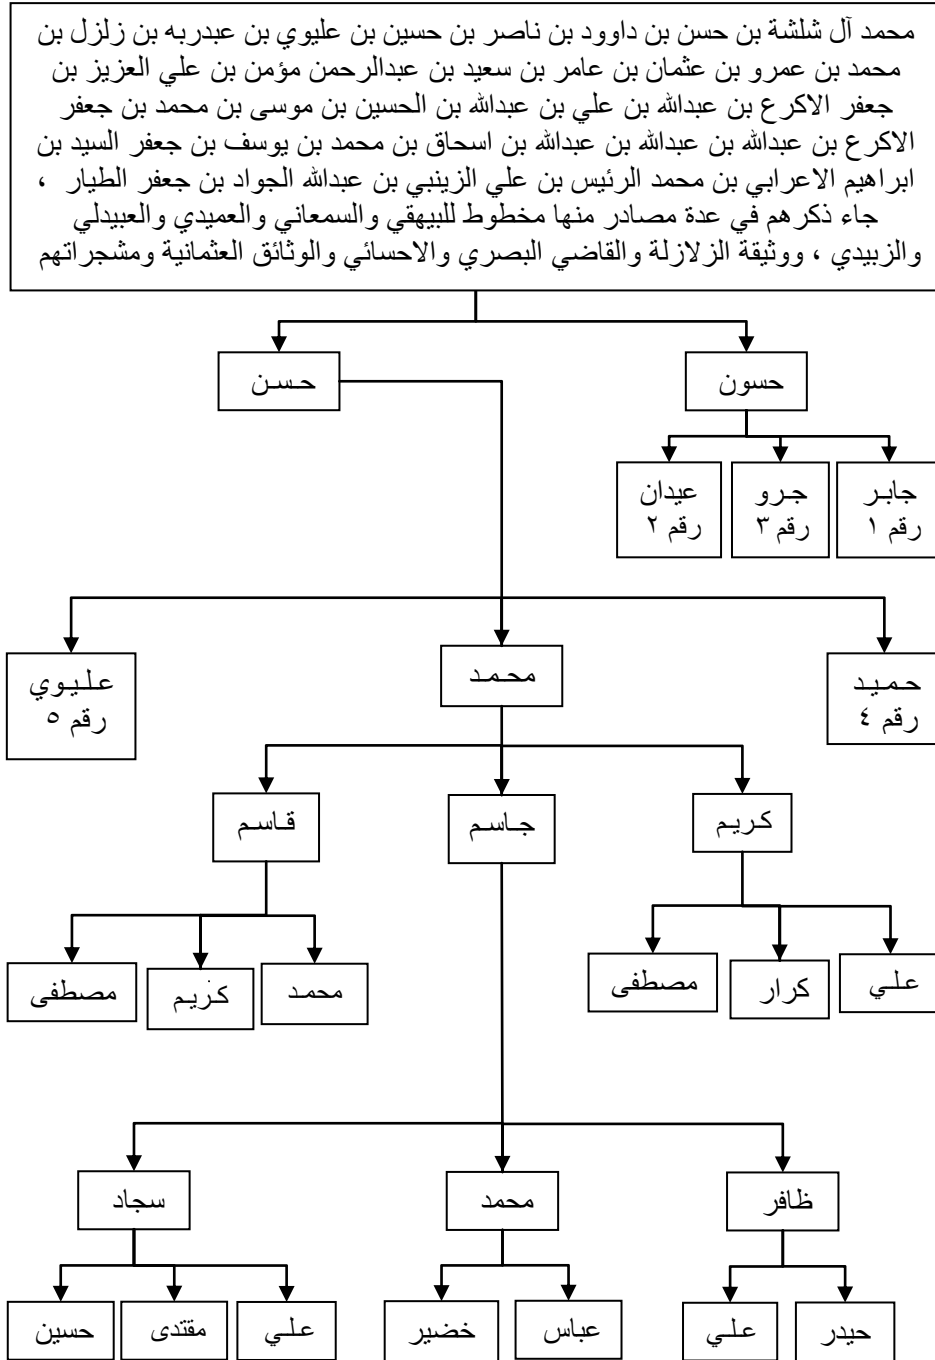 محمد آل شلشة بن حسن بن داوود بن ناصر بن حسين بن عليوي بن عبدربه بن زلزل بن
محمد بن عمرو بن عثمان بن عامر بن سعيد بن عبدالرحمن مؤمن بن علي العزيز بن
جعفر الاكرع بن عبدالله بن علي بن عبدالله بن الحسين بن موسى بن محمد بن جعفر
الاكرع بن عبدالله بن عبدالله بن عبدالله بن اسحاق بن محمد بن يوسف بن جعفر السيد بن
ابراهيم الاعرابي بن محمد الرئيس بن علي الزينبي بن عبدالله الجواد بن جعفر الطيار ،
جاء ذكرهم في عدة مصادر منها مخطوط للبيهقي والسمعاني والعميدي والعبيدلي
والزبيدي ، ووثيقة الزلازلة والقاضي البصري والاحسائي والوثائق العثمانية ومشجراتهم
حسون
حسن
جابر
رقم ١
جرو
رقم ٣
عيدان
رقم ٢
حميد
رقم ٤
محمد
عليوي
رقم ٥
كريم
جاسم
قاسم
علي
كرار
مصطفى
محمد
كريم
مصطفى
ظافر
محمد
سجاد
حيدر
علي
عباس
خضير
علي
مقتدى
حسين